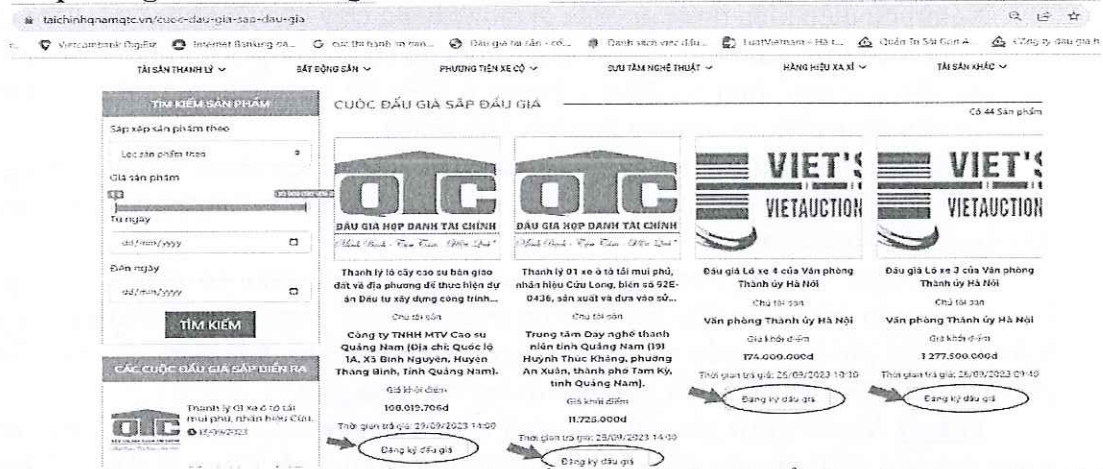 taichinhqnamqtc.vn/cuoc-dau-gia-sap-dau-gia
Vietcombank DigiBiz
Internet Banking
Danh sách việc đấu...
LuatVietnam - Hà t...
TÀI SẢN THANH LÝ
BẤT ĐỘNG SẢN
PHƯƠNG TIỆN XE CỘ
SƯU TẦM NGHỆ THUẬT
HÀNG HIỆU XA XỈ
TÀI SẢN KHÁC
TÌM KIẾM SẢN PHẨM
Sắp xếp sản phẩm theo
Lọc sản phẩm theo
Giá sản phẩm
Từ ngày
dd/mm/yyyy
Đến ngày
dd/mm/yyyy
TÌM KIẾM
CÁC CUỘC ĐẤU GIÁ SẮP DIỄN RA
Thanh lý 01 xe ô tô tải
mui phủ, nhãn hiệu Cửu.
CUỘC ĐẤU GIÁ SẮP ĐẤU GIÁ
Có 44 Sản phẩm
QTC
ĐẤU GIÁ HỢP DANH TÀI CHÍNH
Thanh lý lô cây cao su bàn giao
đất về địa phương để thực hiện dự
án Đầu tư xây dựng công trình...
Chủ tài sản
Công ty TNHH MTV Cao su
Quảng Nam (Địa chỉ: Quốc lộ
1A, Xã Bình Nguyên, Huyện
Thăng Bình, Tỉnh Quảng Nam).
Giá khởi điểm
108.019.706đ
Thời gian trả giá: 29/09/2023 14:00
Đăng ký đấu giá
QTC
ĐẤU GIÁ HỢP DANH TÀI CHÍNH
Thanh lý 01 xe ô tô tải mui phủ,
nhãn hiệu Cửu Long, biển số 92E-
0436, sản xuất và đưa vào sử...
Chủ tài sản
Trung tâm Dạy nghề thanh
niên tỉnh Quảng Nam (191
Huỳnh Thúc Kháng, phường
An Xuân, thành phố Tam Kỳ,
tỉnh Quảng Nam).
Giá khởi điểm
11.725.000đ
Thời gian trả giá: 28/09/2023 14:00
Đăng ký đấu giá
VIET'S
VIETAUCTION
Đấu giá Lô xe 4 của Văn phòng
Thành ủy Hà Nội
Chủ tài sản
Văn phòng Thành ủy Hà Nội
Giá khởi điểm
174.000.000đ
Thời gian trả giá: 26/09/2023 10:30
Đăng ký đấu giá
VIET'S
VIETAUCTION
Đấu giá Lô xe 3 của Văn phòng
Thành ủy Hà Nội
Chủ tài sản
Văn phòng Thành ủy Hà Nội
Giá khởi điểm
1.277.500.000đ
Thời gian trả giá: 26/09/2023 09:40
Đăng ký đấu giá